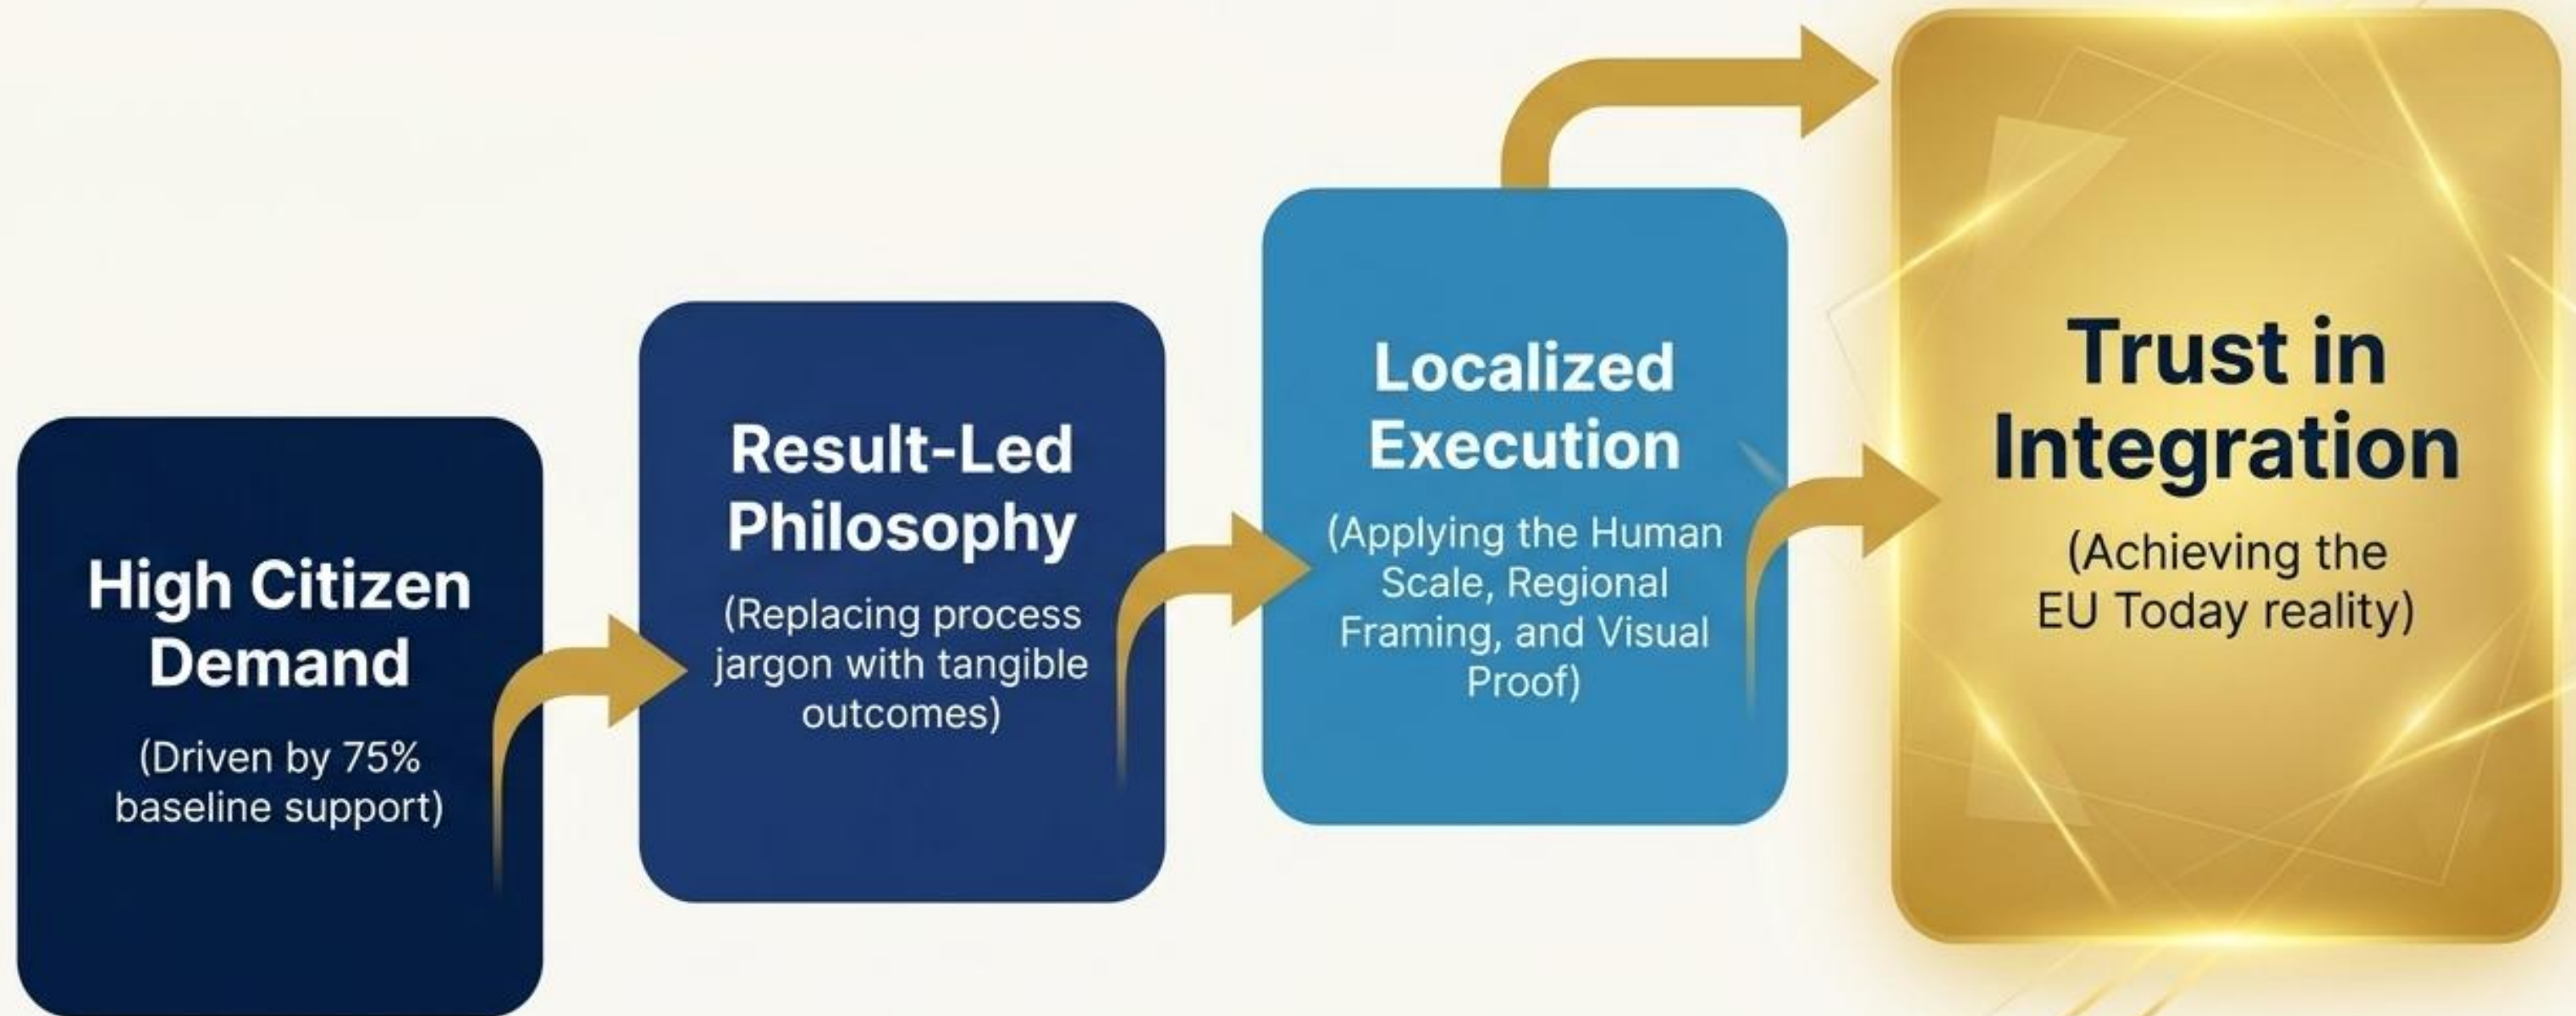 High Citizen
Demand
(Driven by 75%
baseline support)
Result-Led
Philosophy
(Replacing process
jargon with tangible
outcomes)
Localized
Execution
(Applying the Human
Scale, Regional
Framing, and Visual
Proof)
Trust in
Integration
(Achieving the
EU Today reality)